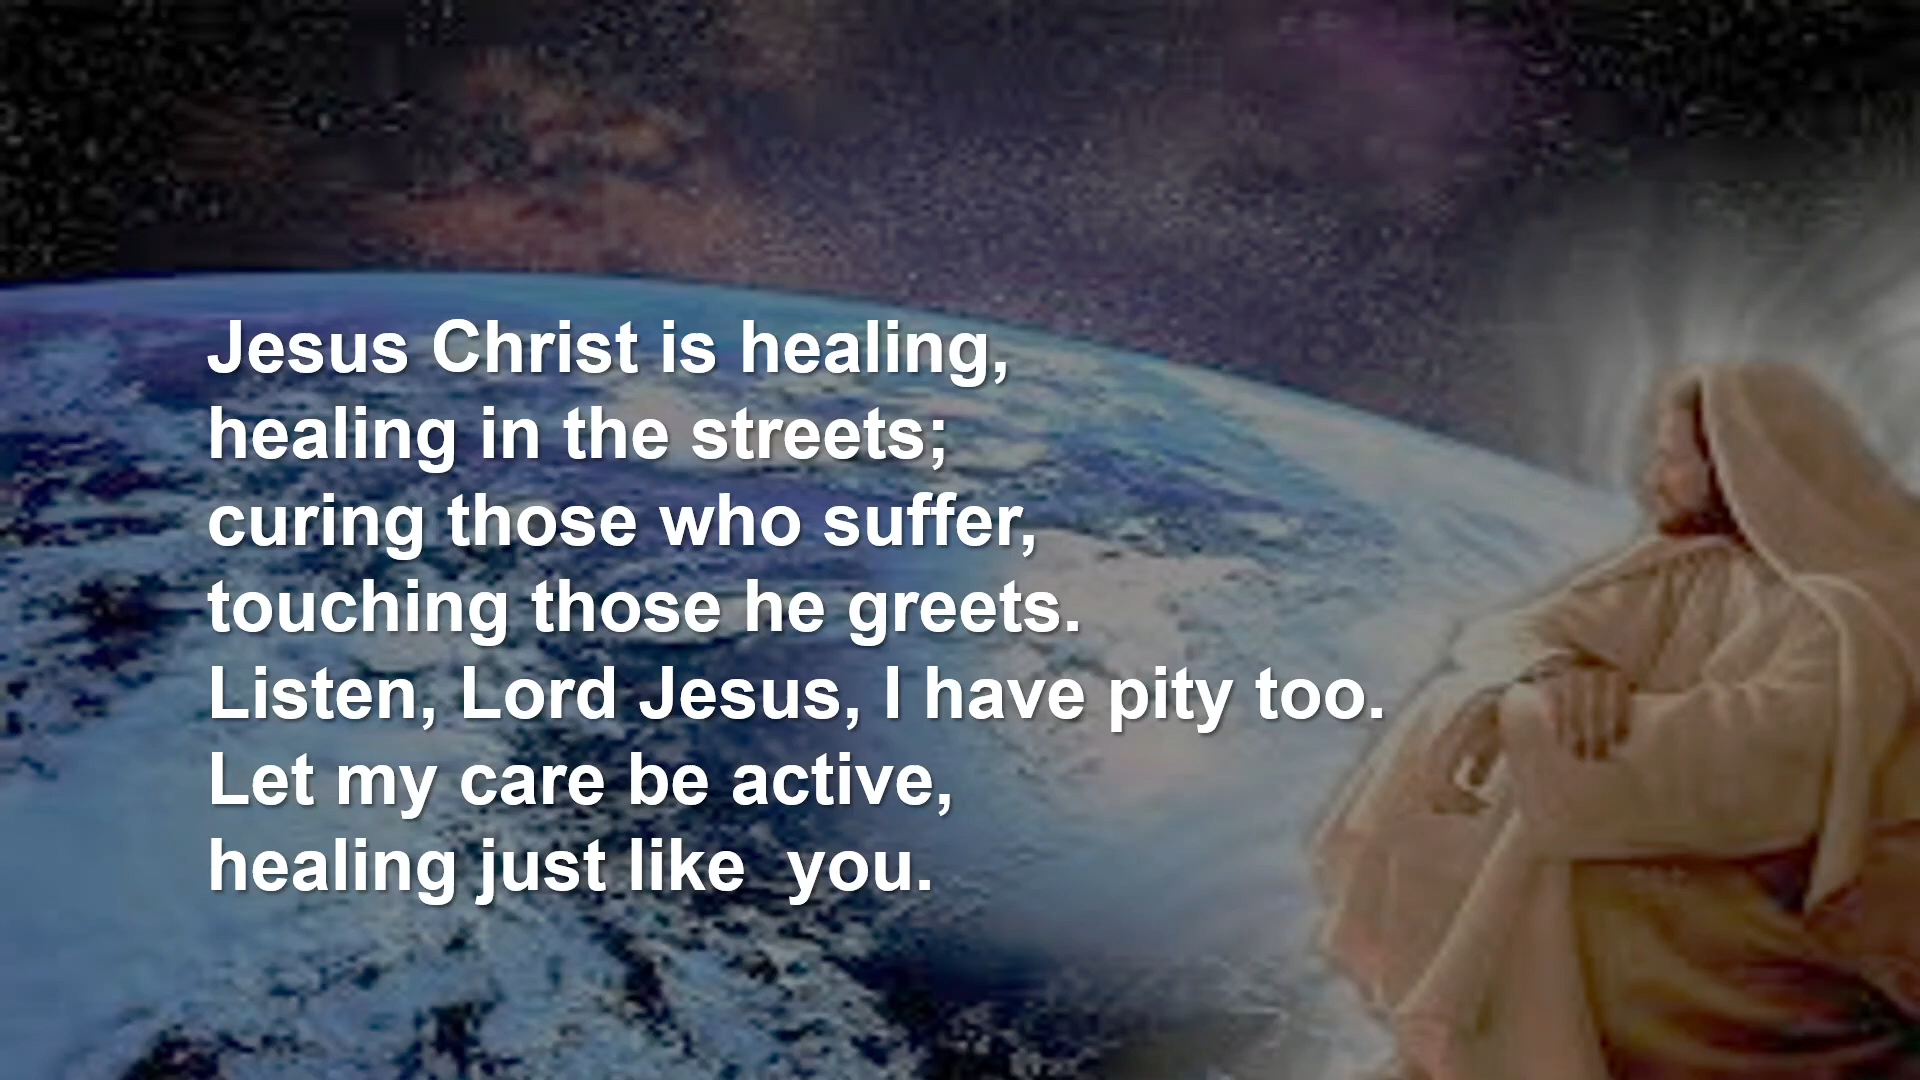 Jesus Christ is healing,
healing in the streets;
curing those who suffer,
touching those he greets.
Listen, Lord Jesus, I have pity too.
Let my care be active,
healing just like  you.